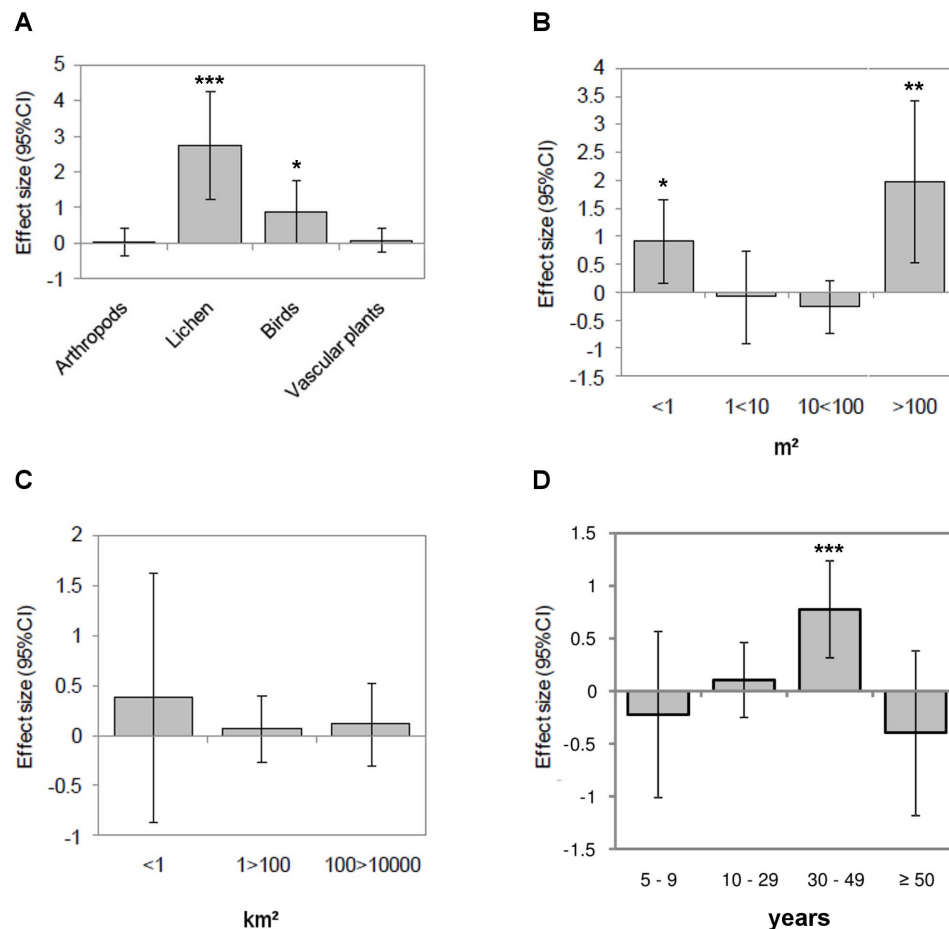 A
Effect size (95%CI)
5
4
3
2
1
0
-1
***
*
Arthropods
Lichen
Birds
Vascular plants
B
Effect size (95%CI)
4
3.5
3
2.5
2
1.5
1
0.5
0
-0.5
-1
-1.5
*
**
<1 1<10 10<100 >100
m²
C
Effect size (95%CI)
2
1.5
1
0.5
0
-0.5
-1
<1 1>100 100>10000
km²
D
Effect size (95%CI)
1.5
1
0.5
0
-0.5
-1
-1.5
***
5 - 9 10 - 29 30 - 49 ≥ 50
years